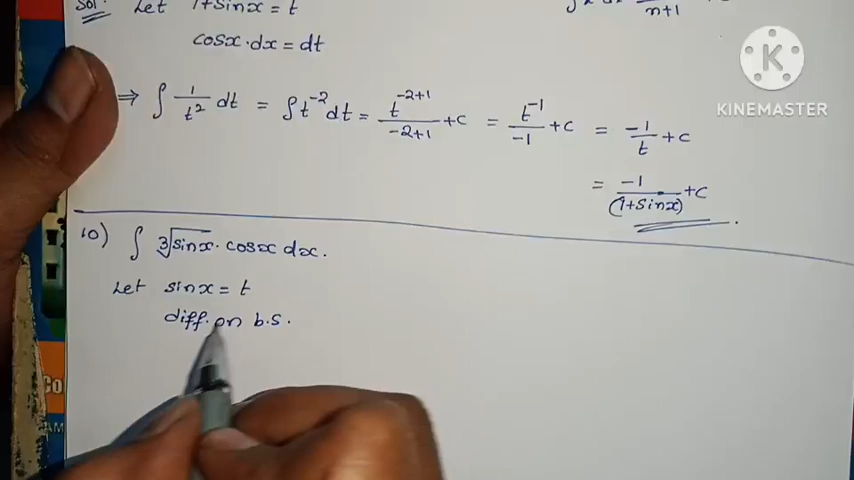 Sol. Let 1+sinx = t
n+1
cosx·dx = dt
⇒ ∫ 1/t² dt = ∫t⁻² dt = t⁻²⁺¹/-2+1 +c = t⁻¹/-1 +c = -1/t +c
= -1/(1+sinx) +c
10) ∫ ³√sinx · cosx dx.
Let sinx = t
diff. on b.s.
K
KINEMASTER